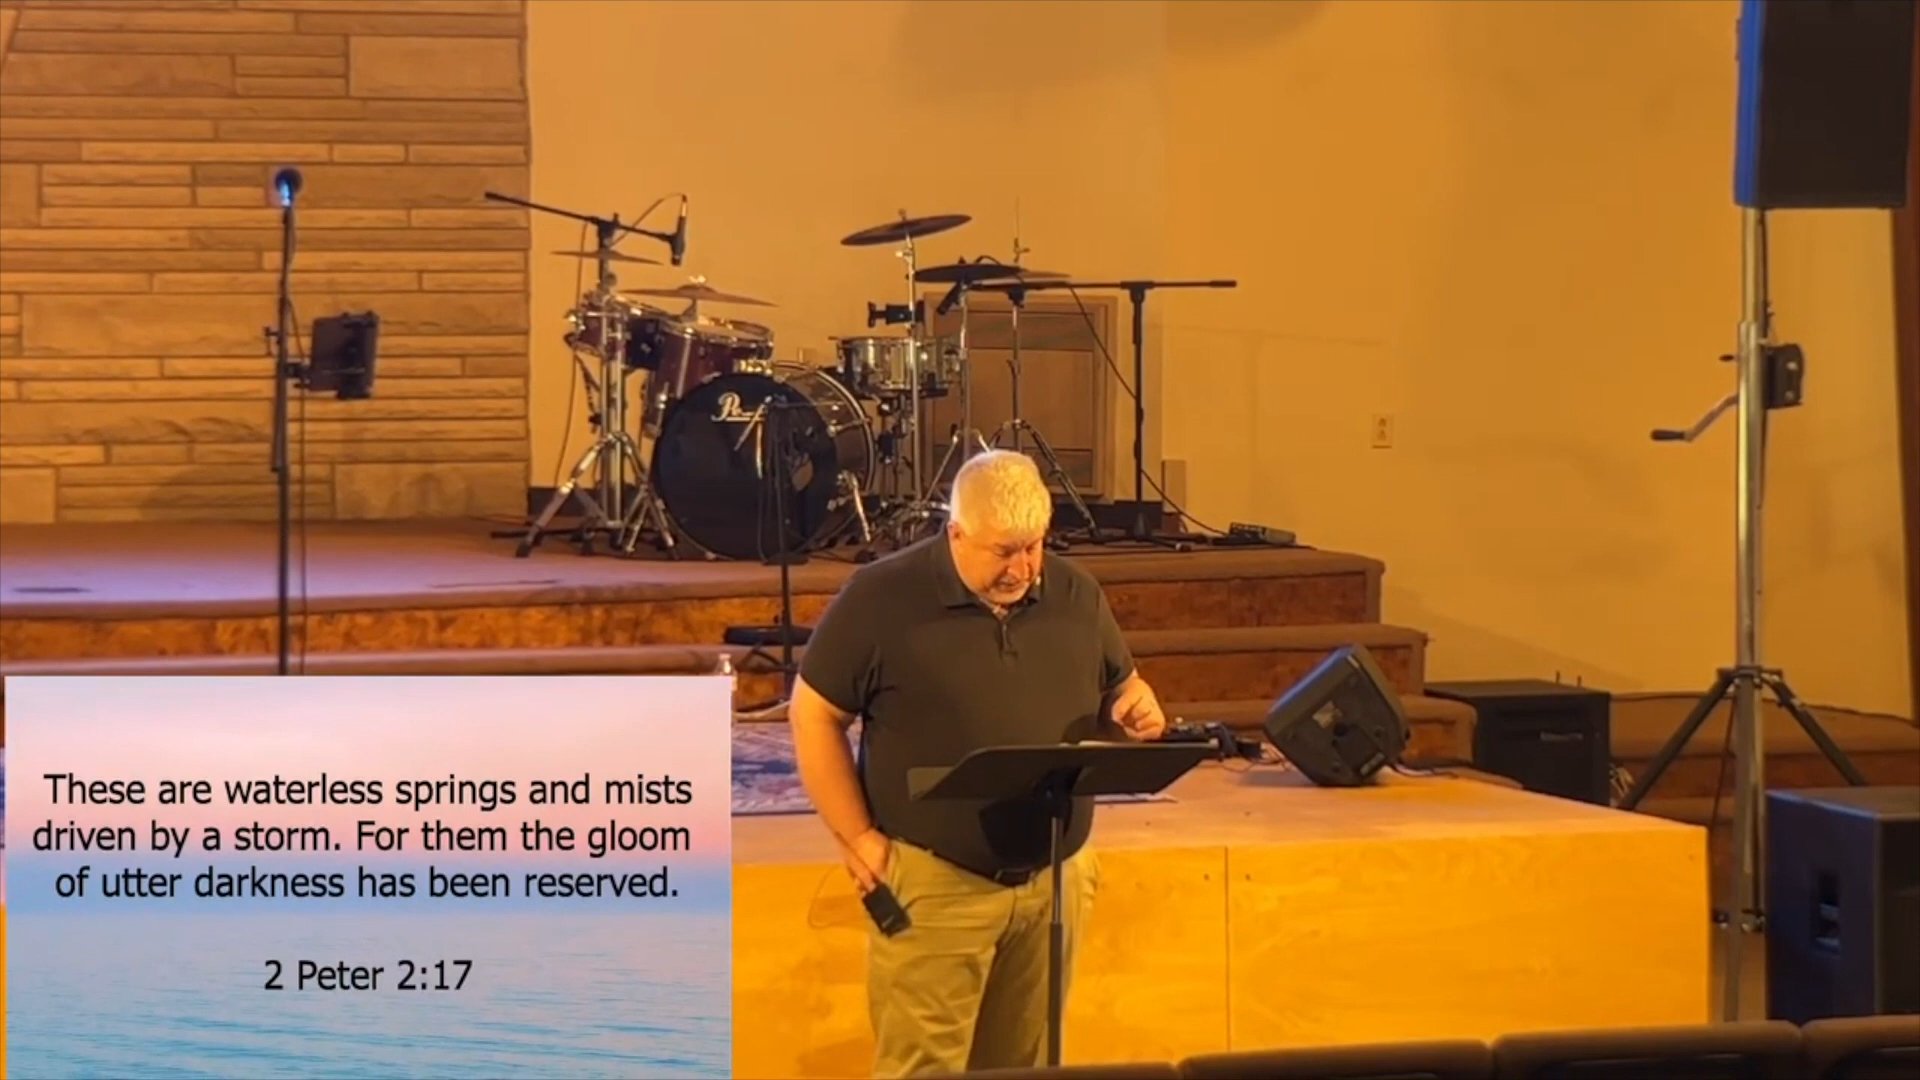 These are waterless springs and mists
driven by a storm. For them the gloom
of utter darkness has been reserved.
2 Peter 2:17